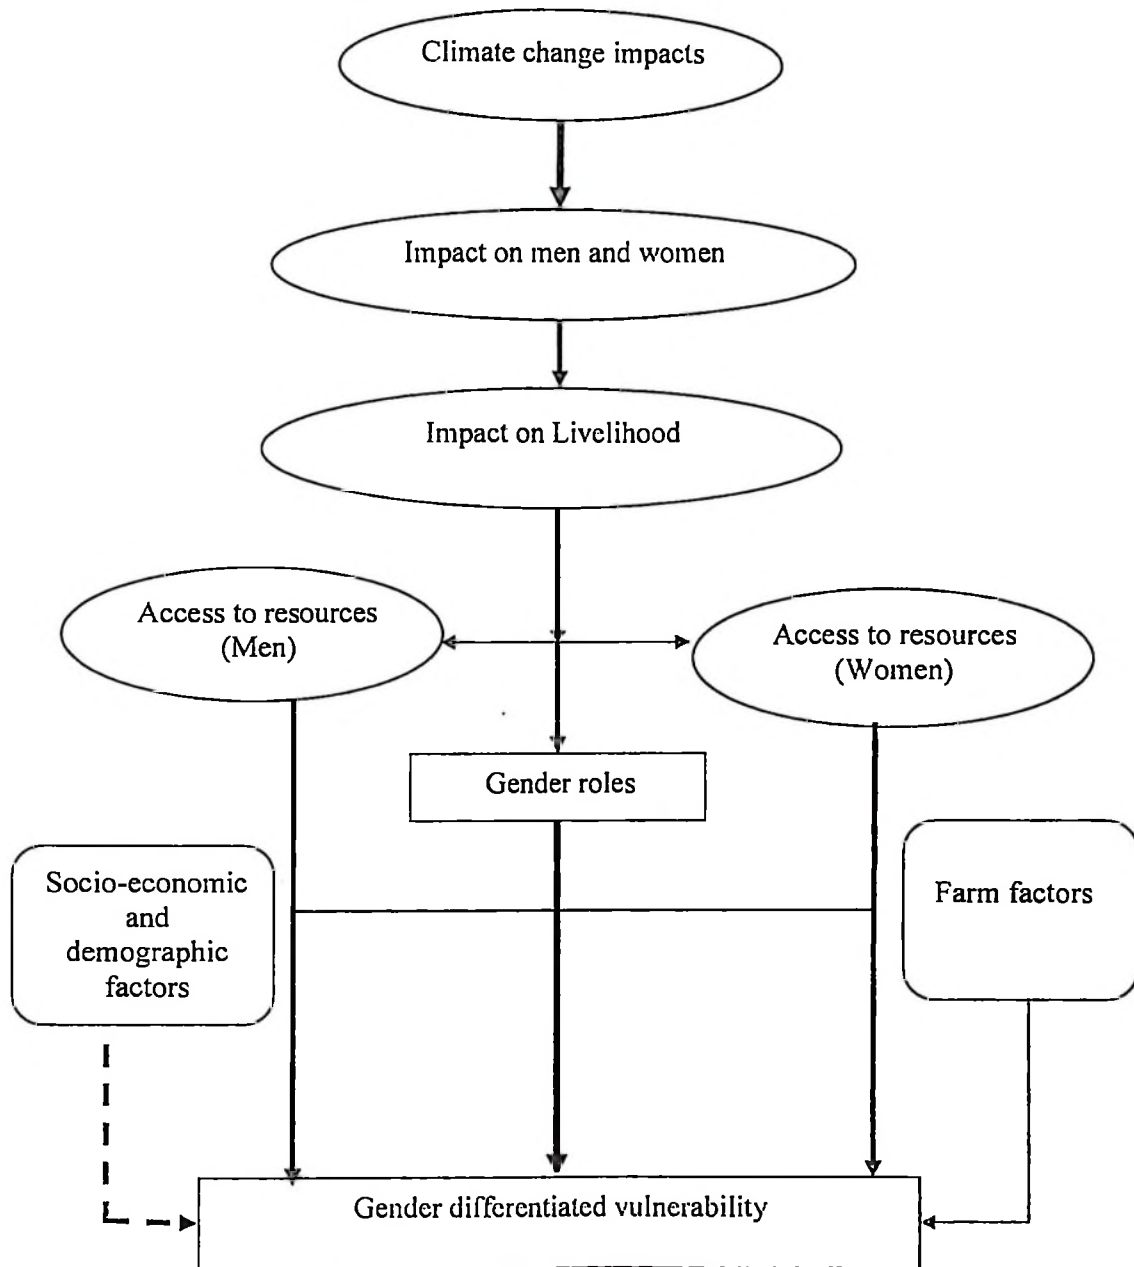 Climate change impacts
Impact on men and women
Impact on Livelihood
Access to resources
(Men)
Access to resources
(Women)
Gender roles
Socio-economic
and
demographic
factors
Farm factors
Gender differentiated vulnerability